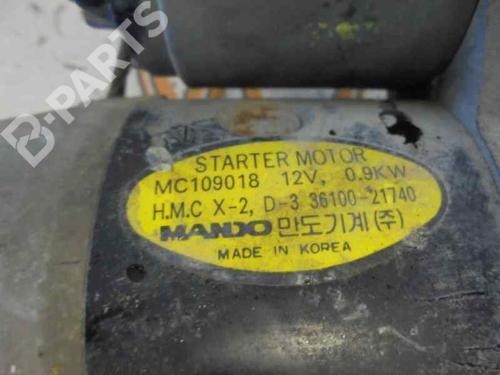 B-PARTS
STARTER MOTOR
MC109018 12V, 0.9KW
H.M.C X-2, D-3 36100-21740
MANDO 만도기계(주)
MADE IN KOREA